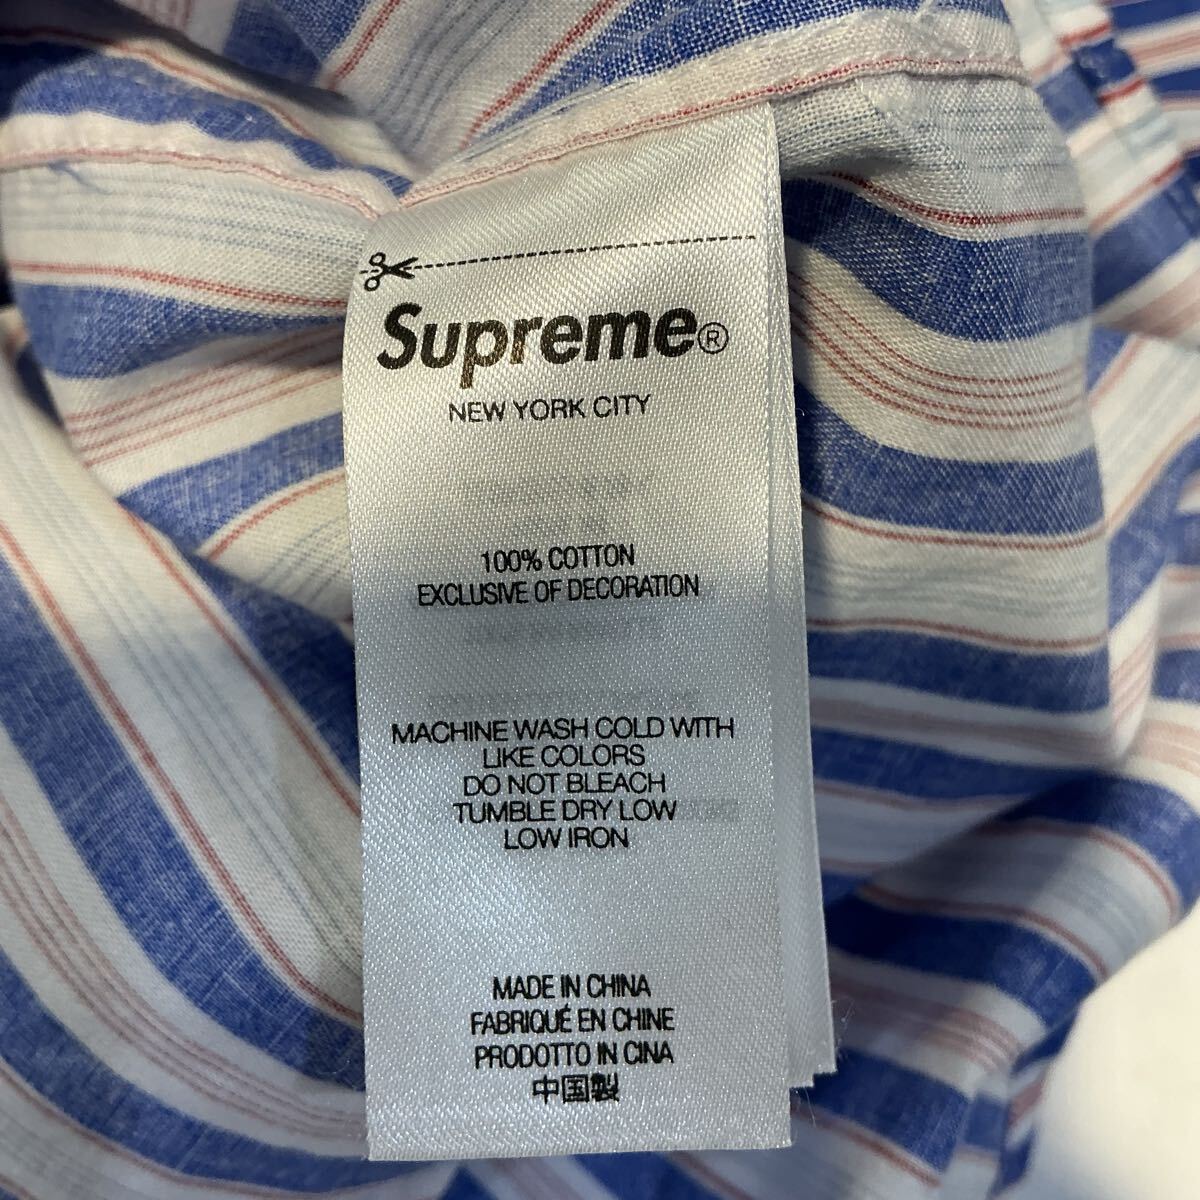 Supreme®
NEW YORK CITY
100% COTTON
EXCLUSIVE OF DECORATION
MACHINE WASH COLD WITH
LIKE COLORS
DO NOT BLEACH
TUMBLE DRY LOW
LOW IRON
MADE IN CHINA
FABRIQUÉ EN CHINE
PRODOTTO IN CINA
中国製